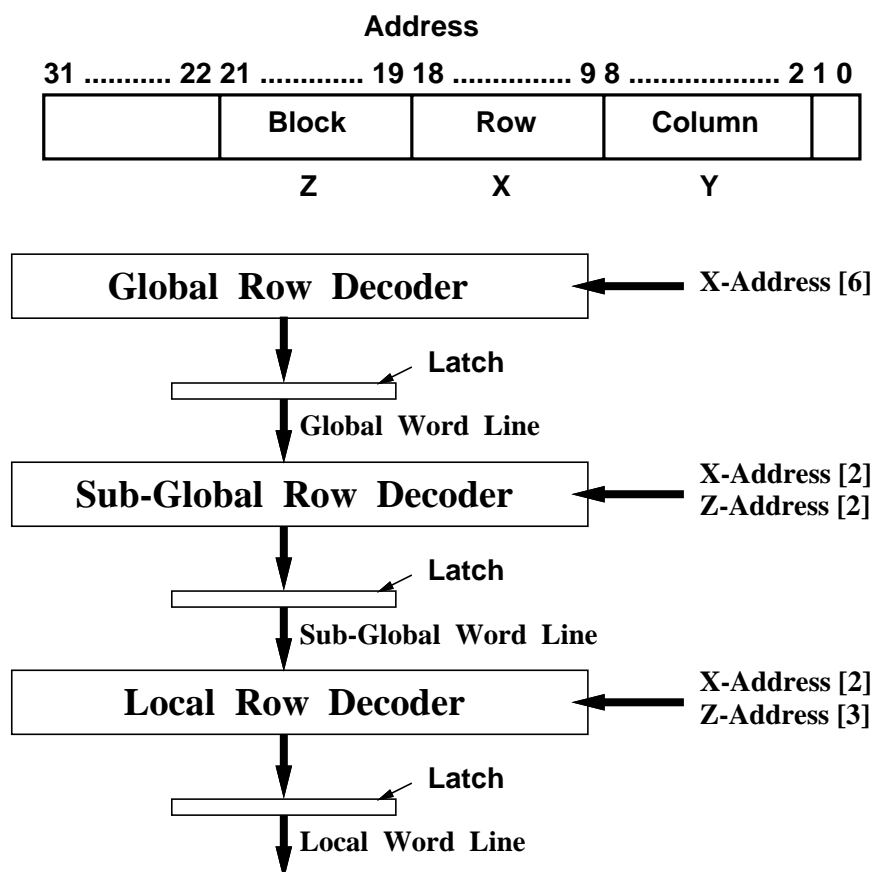 Address
31 ........... 22 21 ............. 19 18 ............... 9 8 ................... 2 1 0
Block Row Column
Z X Y
Global Row Decoder
X-Address [6]
Latch
Global Word Line
Sub-Global Row Decoder
X-Address [2]
Z-Address [2]
Latch
Sub-Global Word Line
Local Row Decoder
X-Address [2]
Z-Address [3]
Latch
Local Word Line